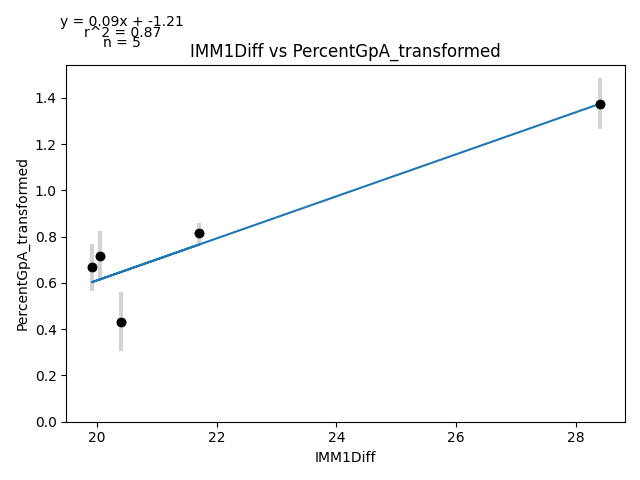 y = 0.09x + -1.21
r^2 = 0.87
n = 5
IMM1Diff vs PercentGpA_transformed
PercentGpA_transformed
1.4
1.2
1.0
0.8
0.6
0.4
0.2
0.0
20 22 24 26 28
IMM1Diff